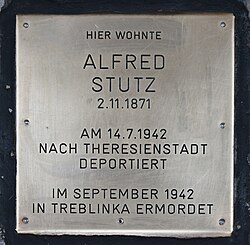 HIER WOHNTE
ALFRED
STUTZ
2.11.1871
AM 14.7.1942
NACH THERESIENSTADT
DEPORTIERT
IM SEPTEMBER 1942
IN TREBLINKA ERMORDET